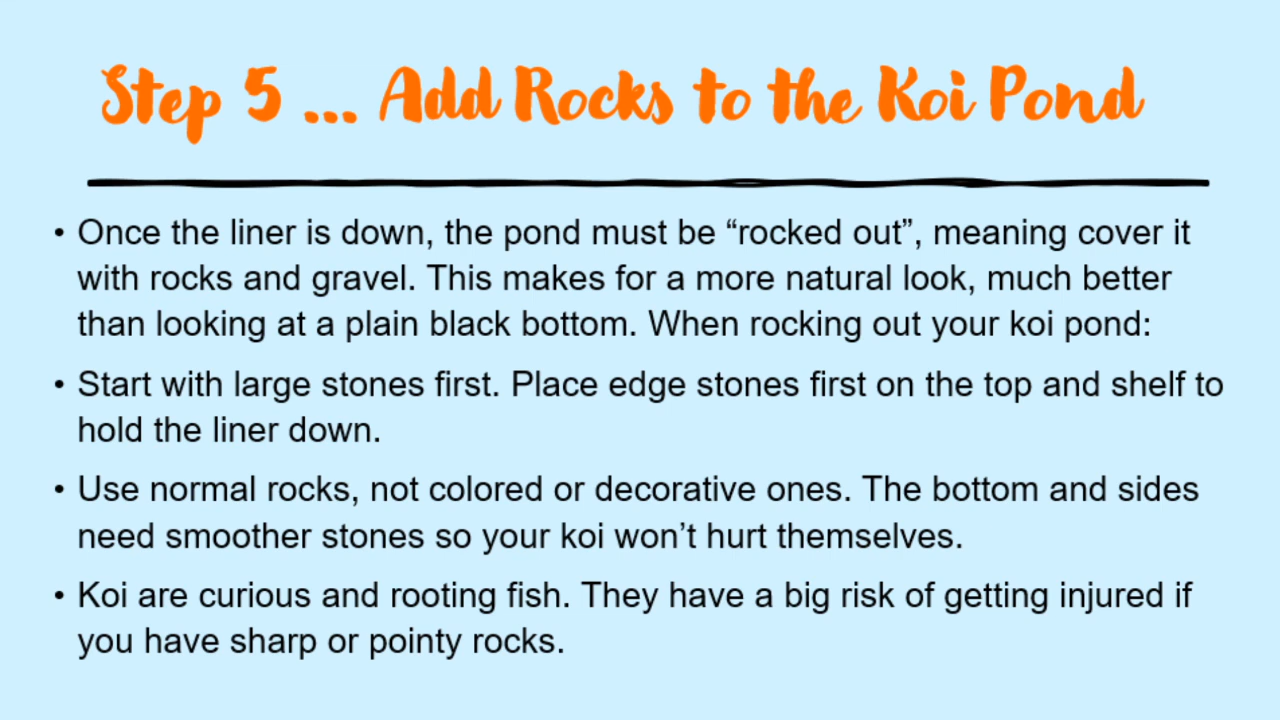 Step 5 ... Add Rocks to the Koi Pond
• Once the liner is down, the pond must be “rocked out”, meaning cover it
with rocks and gravel. This makes for a more natural look, much better
than looking at a plain black bottom. When rocking out your koi pond:
• Start with large stones first. Place edge stones first on the top and shelf to
hold the liner down.
• Use normal rocks, not colored or decorative ones. The bottom and sides
need smoother stones so your koi won’t hurt themselves.
• Koi are curious and rooting fish. They have a big risk of getting injured if
you have sharp or pointy rocks.